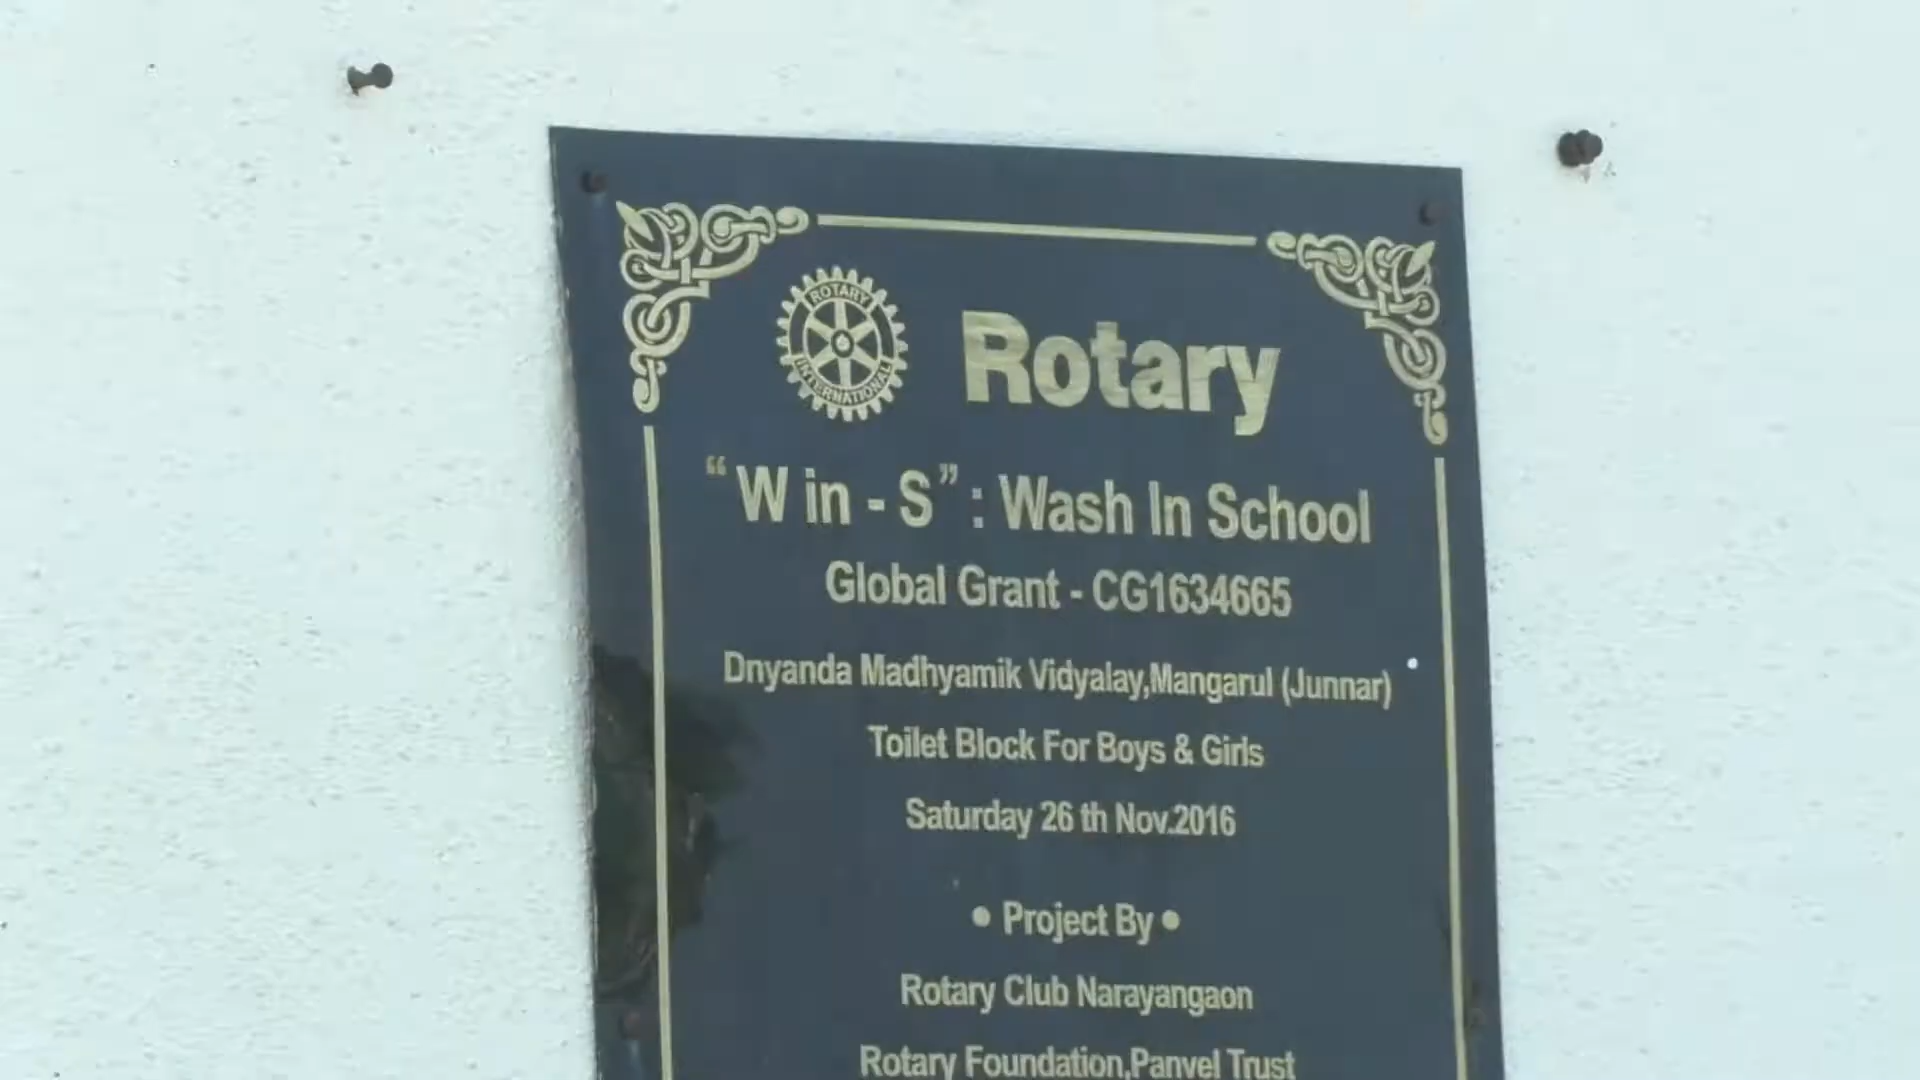 ROTARY
INTERNATIONAL
Rotary
“W in - S” : Wash In School
Global Grant - CG1634665
Dnyanda Madhyamik Vidyalay,Mangarul (Junnar)
Toilet Block For Boys & Girls
Saturday 26 th Nov.2016
• Project By •
Rotary Club Narayangaon
Rotary Foundation,Panvel Trust